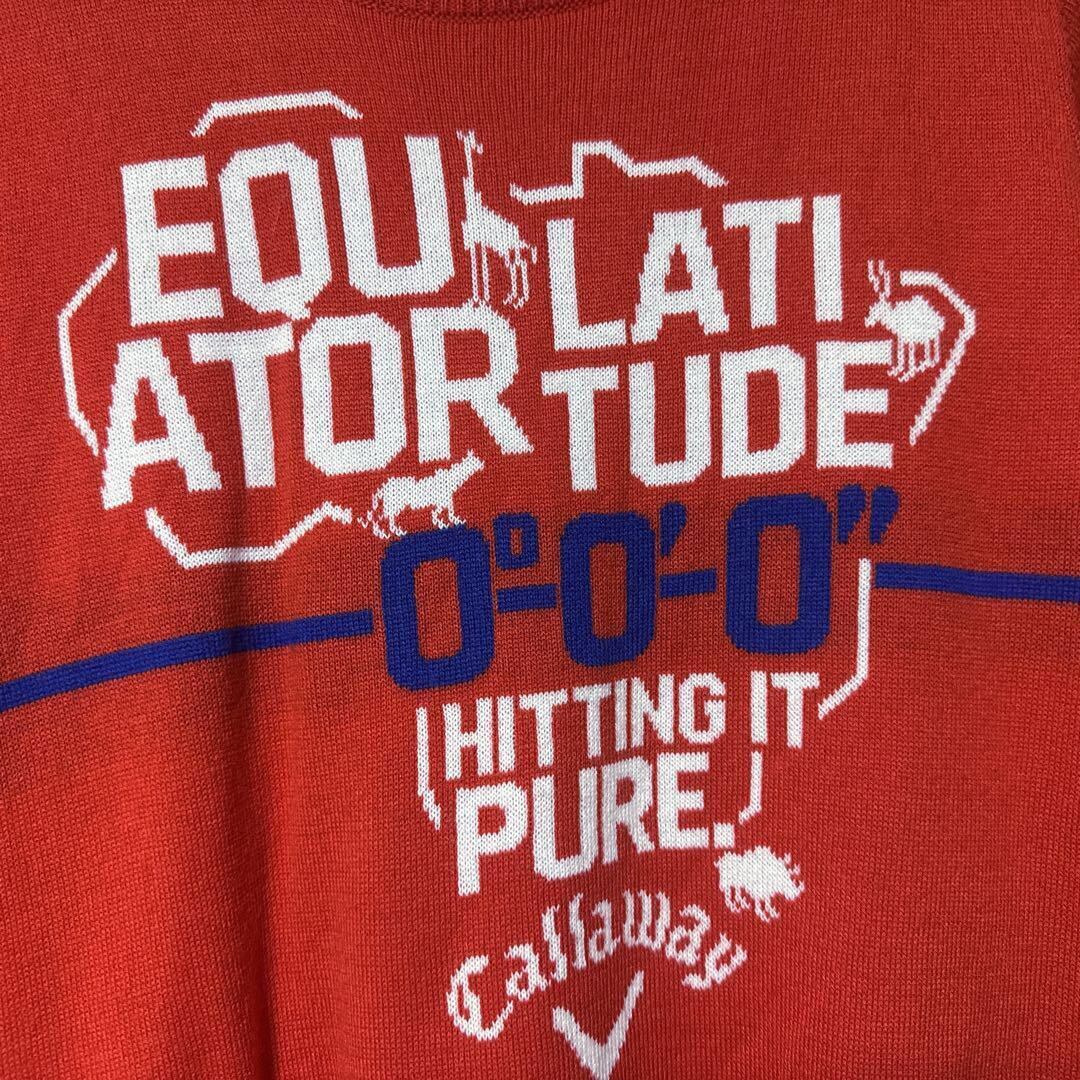 EQU
ATOR
LATI
TUDE
0°-0'-0”
HITTING IT
PURE.
Callaway